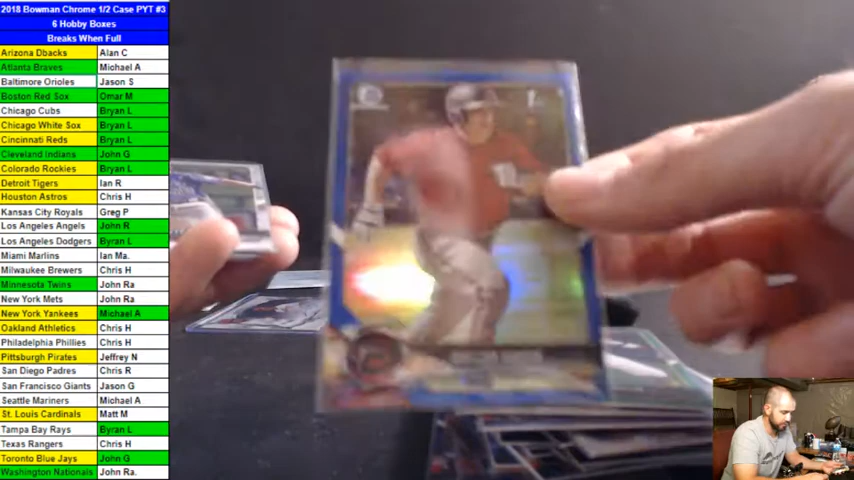 2018 Bowman Chrome 1/2 Case PYT #3
6 Hobby Boxes
Breaks When Full
Arizona Dbacks Alan C
Atlanta Braves Michael A
Baltimore Orioles Jason S
Boston Red Sox Omar M
Chicago Cubs Bryan L
Chicago White Sox Bryan L
Cincinnati Reds Bryan L
Cleveland Indians John G
Colorado Rockies Bryan L
Detroit Tigers Ian R
Houston Astros Chris H
Kansas City Royals Greg P
Los Angeles Angels John R
Los Angeles Dodgers Byran L
Miami Marlins Ian Ma.
Milwaukee Brewers Chris H
Minnesota Twins John Ra
New York Mets John Ra
New York Yankees Michael A
Oakland Athletics Chris H
Philadelphia Phillies Chris H
Pittsburgh Pirates Jeffrey N
San Diego Padres Chris R
San Francisco Giants Jason G
Seattle Mariners Michael A
St. Louis Cardinals Matt M
Tampa Bay Rays Byran L
Texas Rangers Chris H
Toronto Blue Jays John G
Washington Nationals John Ra.